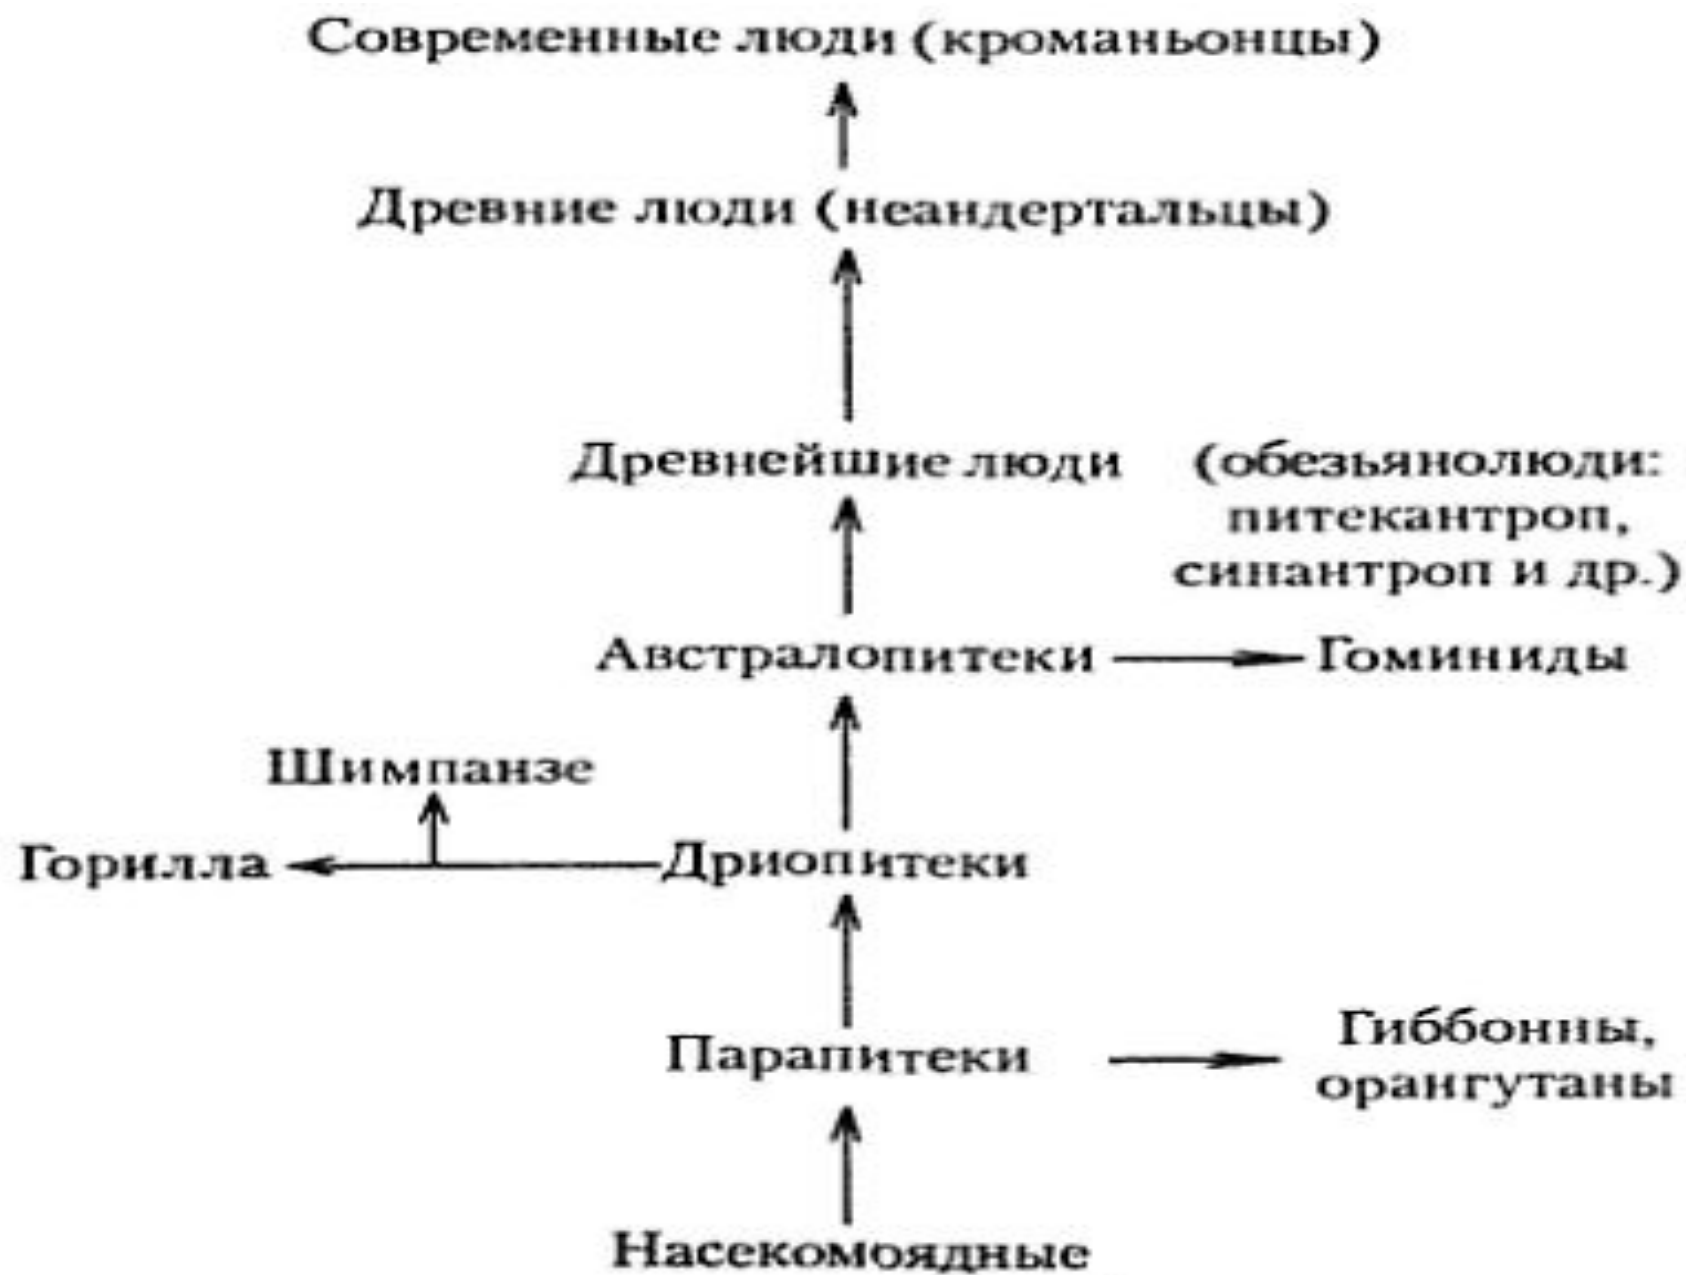 Современные люди (кроманьонцы)
Древние люди (неандертальцы)
Древнейшие люди (обезьянолюди:
питекантроп,
синантроп и др.)
Австралопитеки Гоминиды
Шимпанзе
Горилла Дриопитеки
Гиббонны,
Парапитеки
орангутаны
Насекомоядные